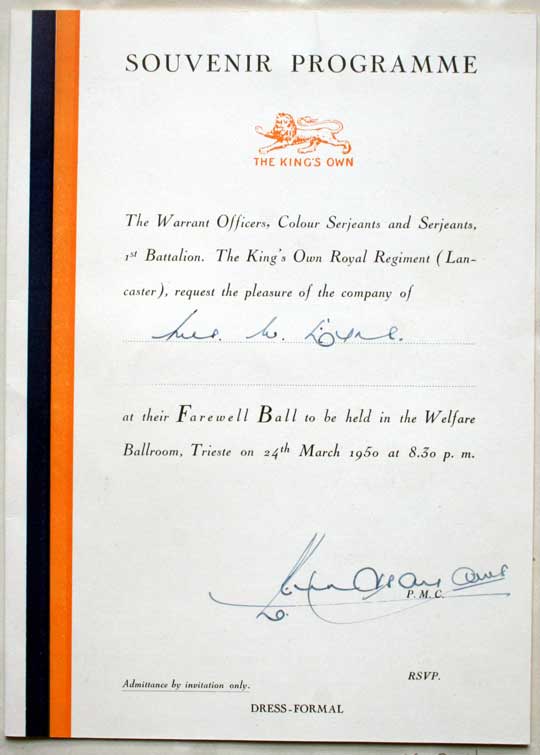 SOUVENIR PROGRAMME
THE KING'S OWN
The Warrant Officers, Colour Serjeants and Serjeants,
1st Battalion. The King's Own Royal Regiment (Lan-
caster), request the pleasure of the company of
at their Farewell Ball to be held in the Welfare
Ballroom, Trieste on 24th March 1950 at 8.30 p. m.
P. M. C.
RSVP.
Admittance by invitation only.
DRESS-FORMAL